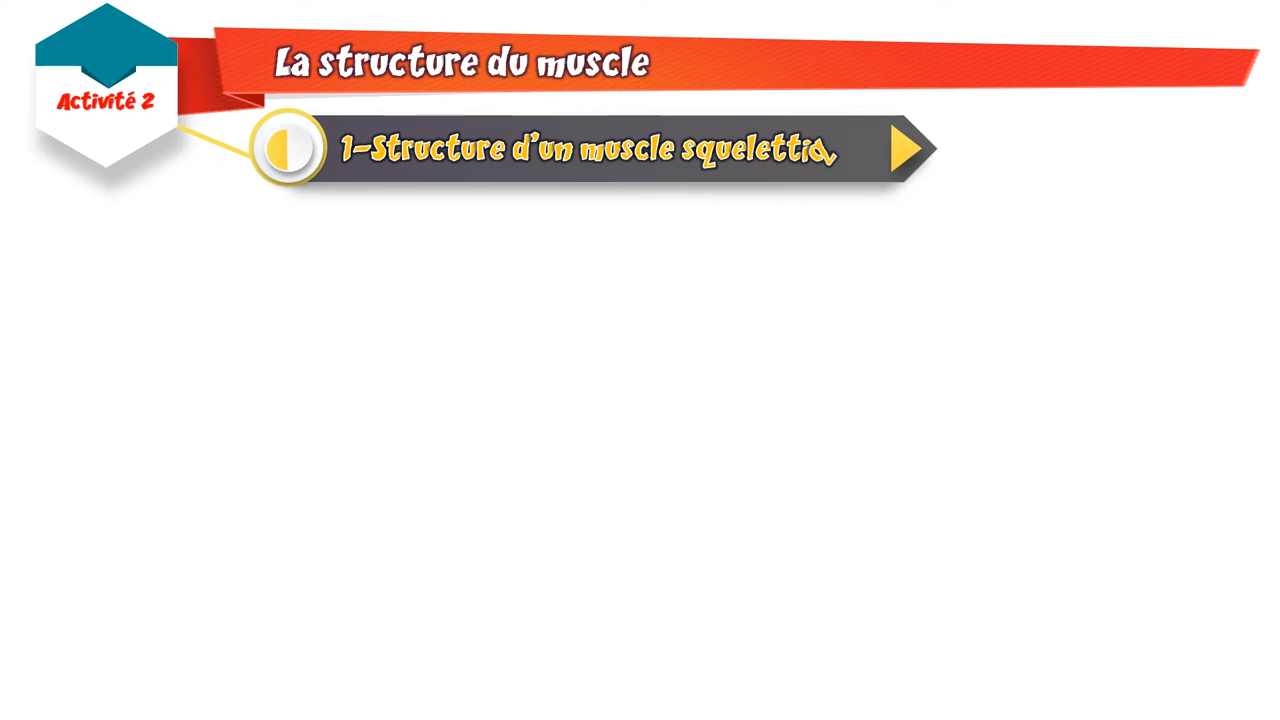 La structure du muscle
Activité 2
1-Structure d'un muscle squelettiq